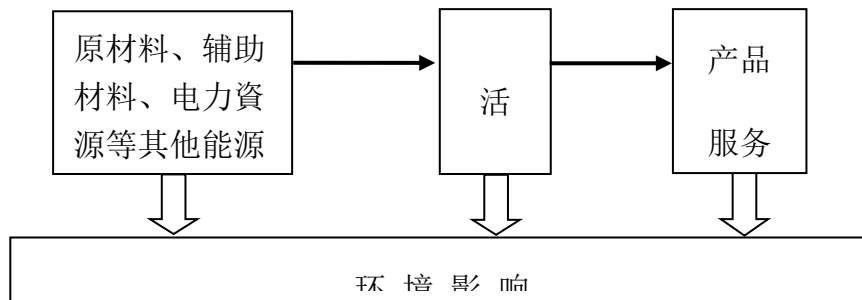 原材料、辅助
材料、电力資
源等其他能源
活
产品
服务
环 境 影 响